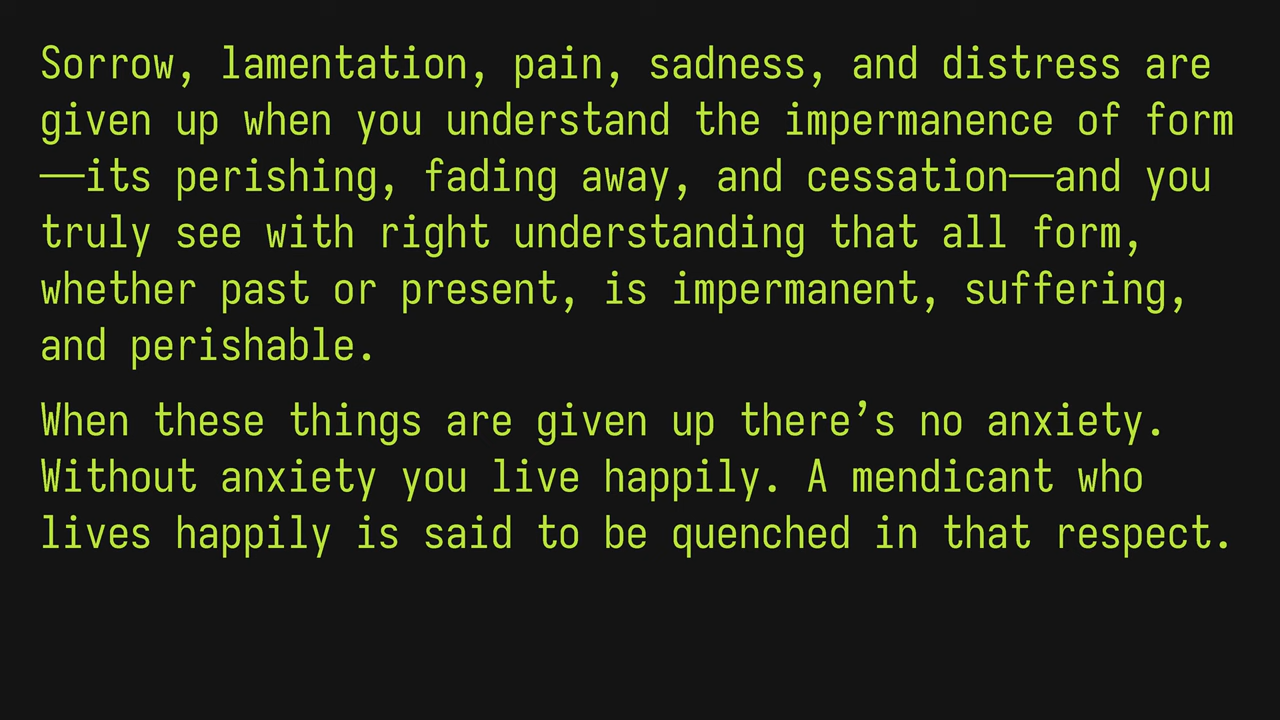 Sorrow, lamentation, pain, sadness, and distress are
given up when you understand the impermanence of form
—its perishing, fading away, and cessation—and you
truly see with right understanding that all form,
whether past or present, is impermanent, suffering,
and perishable.
When these things are given up there’s no anxiety.
Without anxiety you live happily. A mendicant who
lives happily is said to be quenched in that respect.